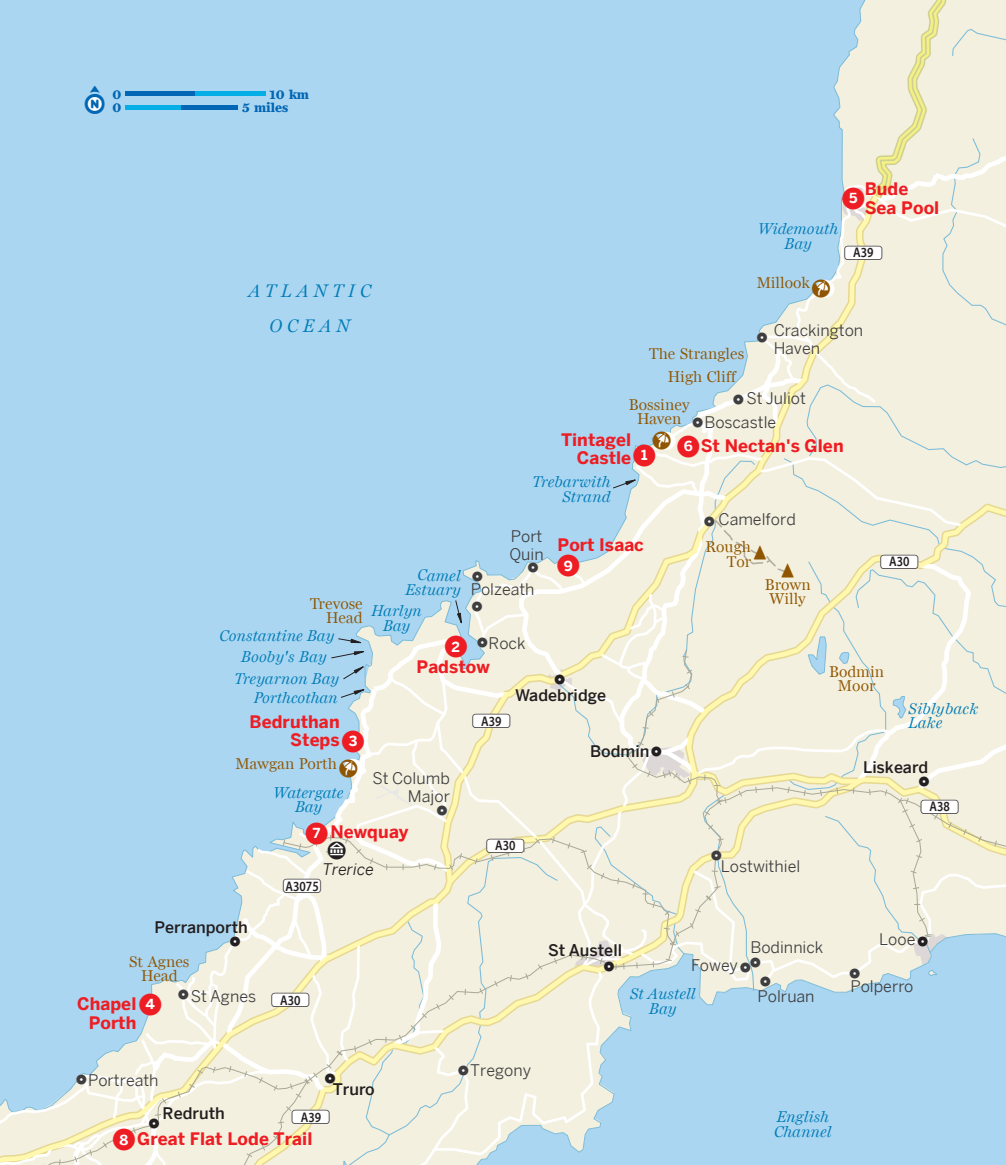 0 10 km
N
0 5 miles
5 Bude
Sea Pool
Widemouth
Bay
A39
ATLANTIC
OCEAN
Millook
Crackington
Haven
The Strangles
High Cliff
St Juliot
Bossiney
Haven
Boscastle
Tintagel
Castle 1
6 St Nectan's Glen
Trebarwith
Strand
Camelford
Port
Quin
Port Isaac
9
Rough
Tor
A30
Brown
Willy
Camel
Estuary
Polzeath
Trevose
Head
Harlyn
Bay
Constantine Bay
Booby's Bay
Treyarnon Bay
Porthcothan
2
Padstow
Rock
Wadebridge
Bodmin
Moor
Siblyback
Lake
A39
Bedruthan
Steps 3
Bodmin
Mawgan Porth
Liskeard
St Columb
Major
Watergate
Bay
A38
7 Newquay
A30
Trerice
Lostwithiel
A3075
Perranporth
St Austell
Bodinnick
Looe
Fowey
St Agnes
Head
Polruan
Polperro
St Agnes
A30
St Austell
Bay
Chapel
Porth 4
Portreath
Truro
Tregony
Redruth
A39
English
Channel
8 Great Flat Lode Trail